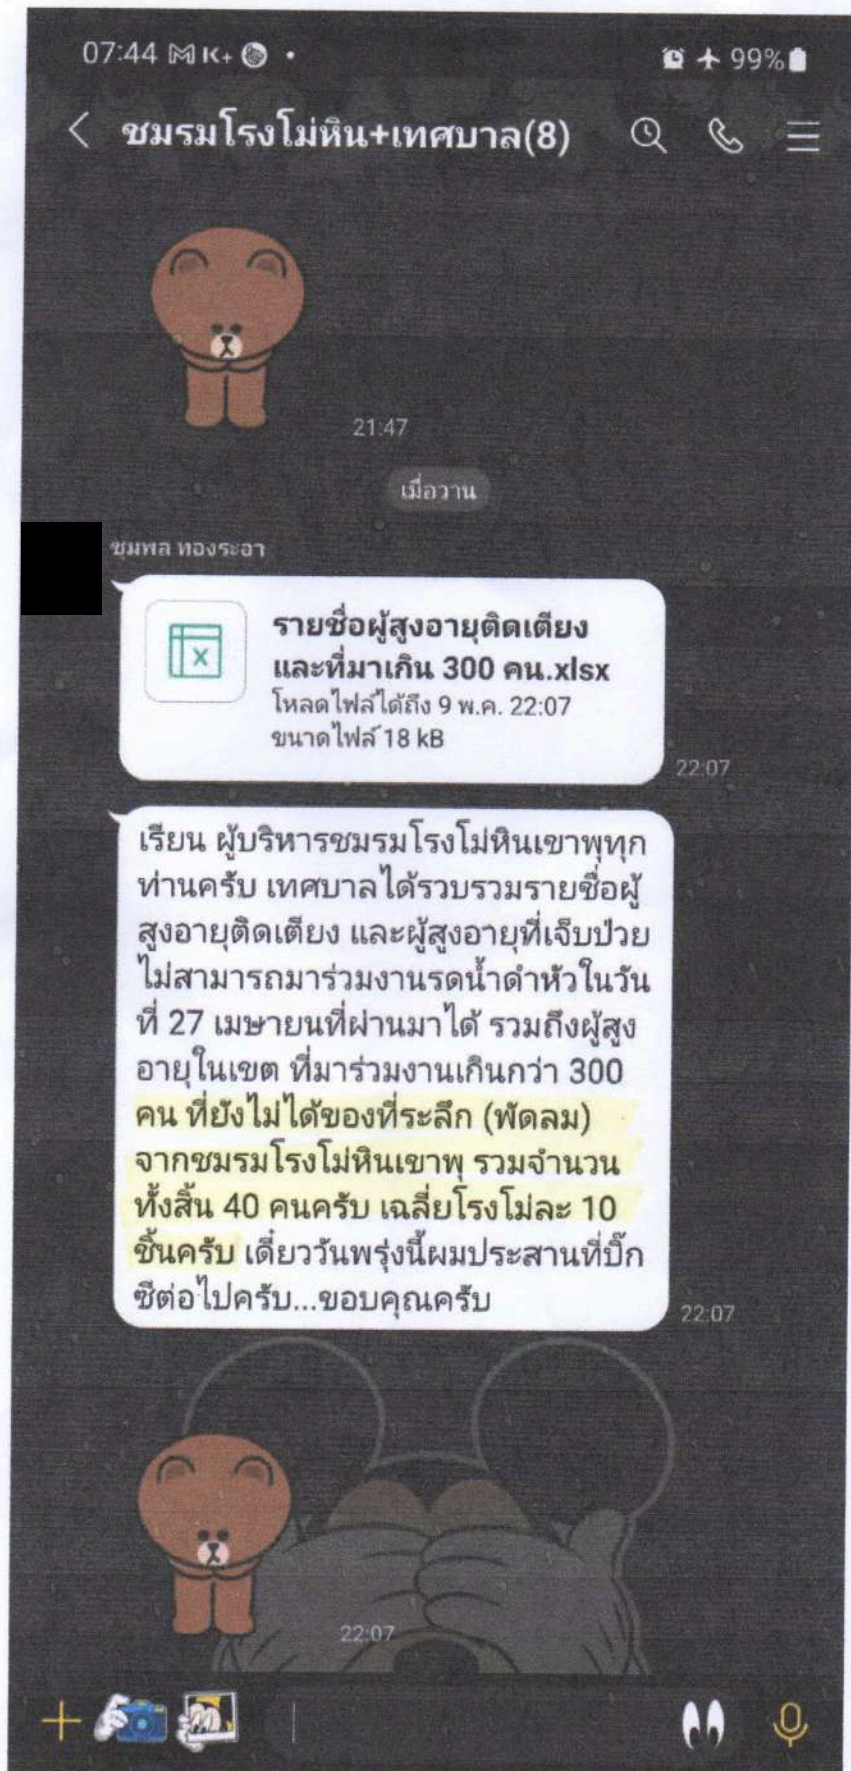 07:44 K+
99%
ชมรมโรงโม่หิน+เทศบาล(8)
21:47
เมื่อวาน
ชุมพล ทองระอา
รายชื่อผู้สูงอายุติดเตียง
และที่มาเกิน 300 คน.xlsx
โหลดไฟล์ได้ถึง 9 พ.ค. 22:07
ขนาดไฟล์ 18 kB
22:07
เรียน ผู้บริหารชมรมโรงโม่หินเขาพุทุก
ท่านครับ เทศบาลได้รวบรวมรายชื่อผู้
สูงอายุติดเตียง และผู้สูงอายุที่เจ็บป่วย
ไม่สามารถมาร่วมงานรดน้ำดำหัวในวัน
ที่ 27 เมษายนที่ผ่านมาได้ รวมถึงผู้สูง
อายุในเขต ที่มาร่วมงานเกินกว่า 300
คน ที่ยังไม่ได้ของที่ระลึก (พัดลม)
จากชมรมโรงโม่หินเขาพุ รวมจำนวน
ทั้งสิ้น 40 คนครับ เฉลี่ยโรงโม่ละ 10
ชิ้นครับ เดี๋ยววันพรุ่งนี้ผมประสานที่บิ๊ก
ซีต่อไปครับ...ขอบคุณครับ
22:07
22:07